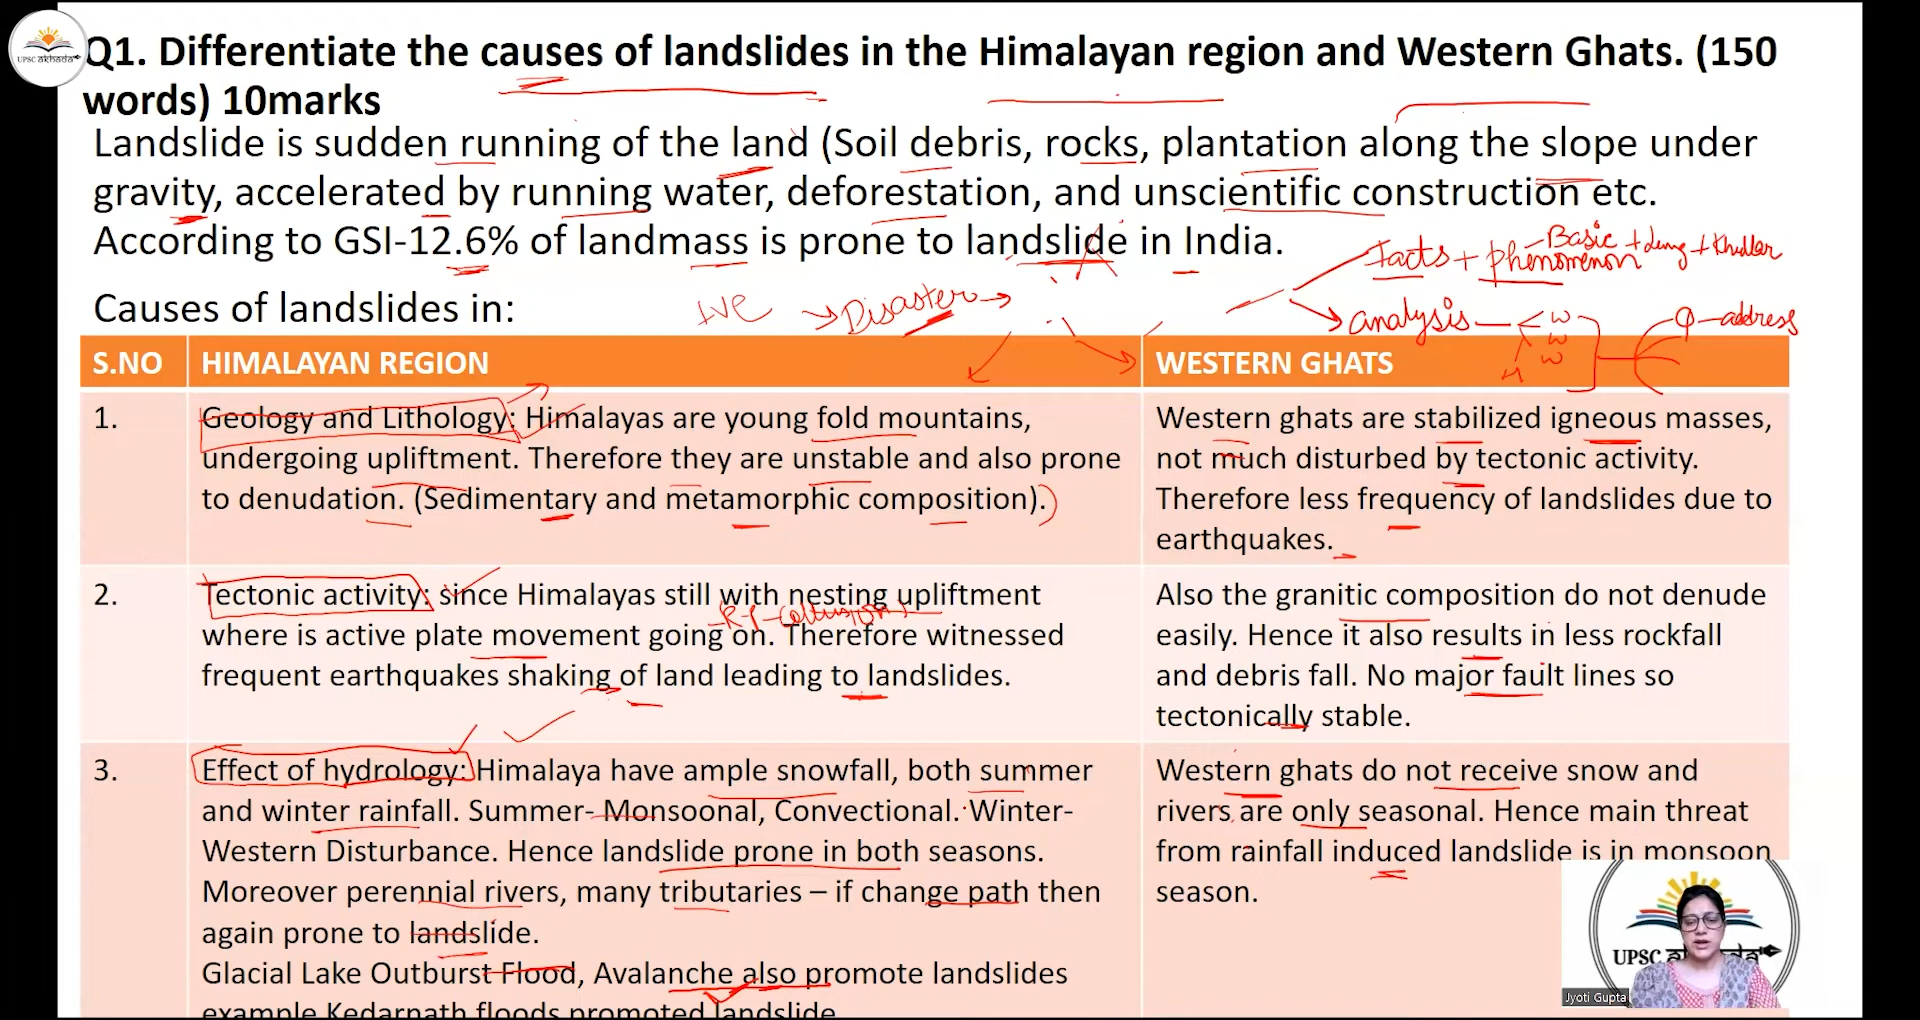 UPSC akhada
Q1. Differentiate the causes of landslides in the Himalayan region and Western Ghats. (150
words) 10marks
Landslide is sudden running of the land (Soil debris, rocks, plantation along the slope under
gravity, accelerated by running water, deforestation, and unscientific construction etc.
According to GSI-12.6% of landmass is prone to landslide in India.
Facts + phenomenon
Basic
Causes of landslides in:
+ve → Disaster →
analysis
w
w
w
H
Q - address
S.NO
HIMALAYAN REGION
WESTERN GHATS
1.
Geology and Lithology: Himalayas are young fold mountains,
undergoing upliftment. Therefore they are unstable and also prone
to denudation. (Sedimentary and metamorphic composition).)
Western ghats are stabilized igneous masses,
not much disturbed by tectonic activity.
Therefore less frequency of landslides due to
earthquakes.
2.
Tectonic activity: since Himalayas still with nesting upliftment
where is active plate movement going on. Therefore witnessed
frequent earthquakes shaking of land leading to landslides.
Also the granitic composition do not denude
easily. Hence it also results in less rockfall
and debris fall. No major fault lines so
tectonically stable.
3.
Effect of hydrology: Himalaya have ample snowfall, both summer
and winter rainfall. Summer- Monsoonal, Convectional. Winter-
Western Disturbance. Hence landslide prone in both seasons.
Moreover perennial rivers, many tributaries – if change path then
again prone to landslide.
Glacial Lake Outburst Flood, Avalanche also promote landslides
example Kedarnath floods promoted landslide
Western ghats do not receive snow and
rivers are only seasonal. Hence main threat
from rainfall induced landslide is in monsoon
season.
UPSC
Jyoti Gupta